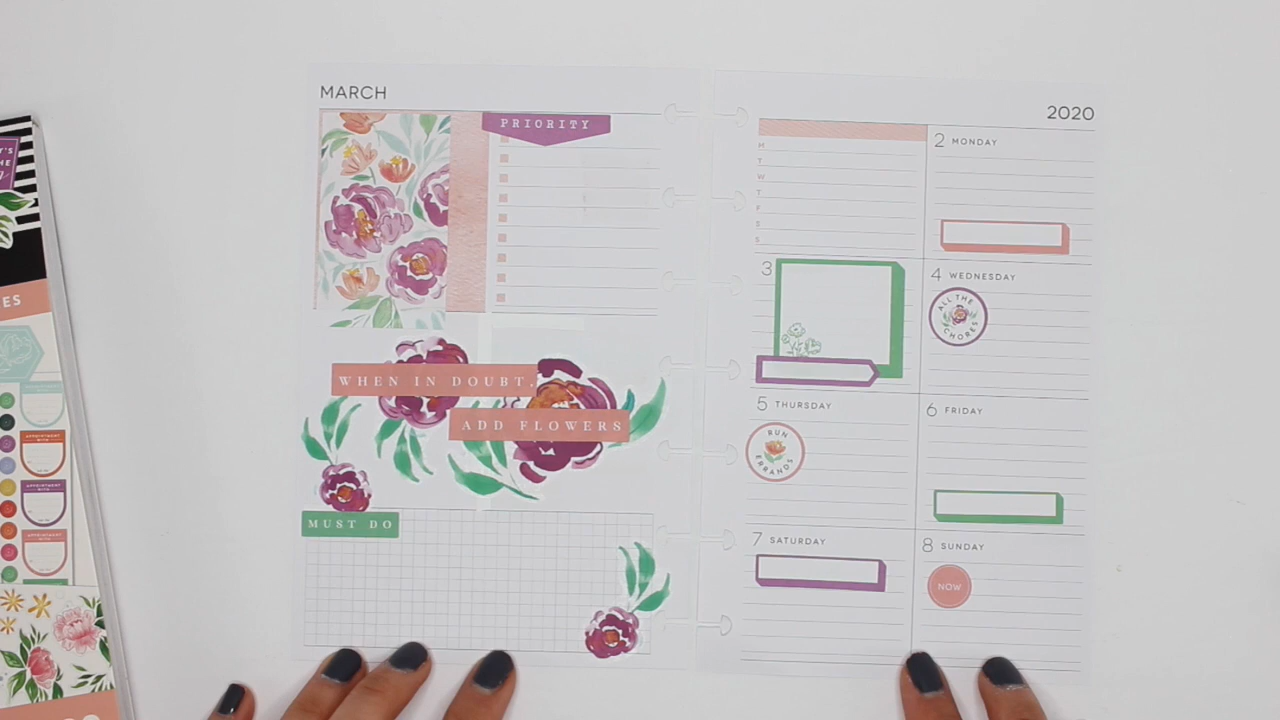 MARCH
PRIORITY
WHEN IN DOUBT,
ADD FLOWERS
MUST DO
2020
M
T
W
T
F
S
S
2 MONDAY
3
4 WEDNESDAY
ALL THE CHORES
5 THURSDAY
RUN ERRANDS
6 FRIDAY
7 SATURDAY
8 SUNDAY
NOW